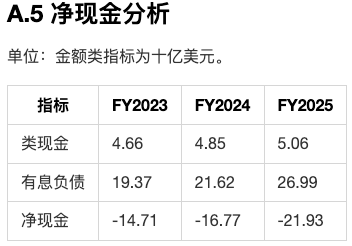 A.5 净现金分析
单位：金额类指标为十亿美元。
指标 FY2023 FY2024 FY2025
类现金 4.66 4.85 5.06
有息负债 19.37 21.62 26.99
净现金 -14.71 -16.77 -21.93